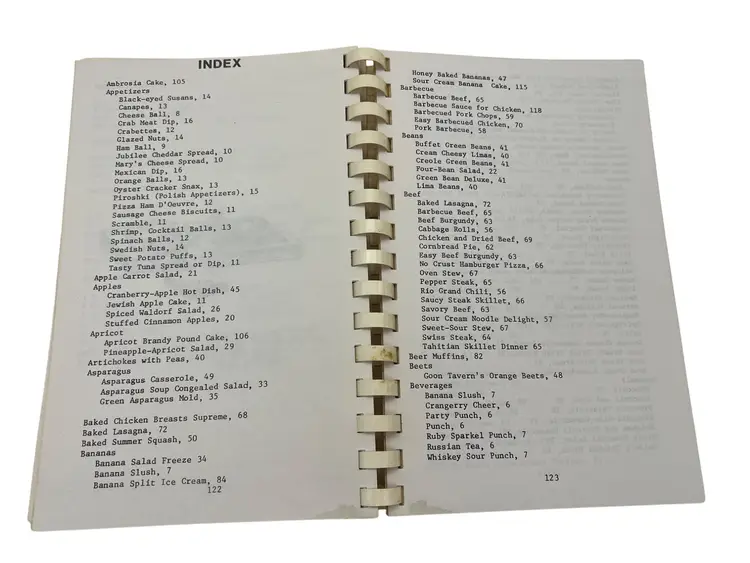 INDEX
Ambrosia Cake, 105
Appetizers
Black-eyed Susans, 14
Canapes, 13
Cheese Ball, 8
Crab Meat Dip, 16
Crabettes, 12
Glazed Nuts, 14
Ham Ball, 9
Jubilee Cheddar Spread, 10
Mary's Cheese Spread, 10
Mexican Dip, 16
Orange Balls, 13
Oyster Cracker Snax, 13
Piroshki (Polish Appetizers), 15
Pizza Ham D'Oeuvre, 12
Sausage Cheese Biscuits, 11
Scramble, 11
Shrimp, Cocktail Balls, 13
Spinach Balls, 12
Swedish Nuts, 14
Sweet Potato Puffs, 13
Tasty Tuna Spread or Dip, 11
Apple Carrot Salad, 21
Apples
Cranberry-Apple Hot Dish, 45
Jewish Apple Cake, 11
Spiced Waldorf Salad, 26
Stuffed Cinnamon Apples, 20
Apricot
Apricot Brandy Pound Cake, 106
Pineapple-Apricot Salad, 29
Artichokes with Peas, 40
Asparagus
Asparagus Casserole, 49
Asparagus Soup Congealed Salad, 33
Green Asparagus Mold, 35
Baked Chicken Breasts Supreme, 68
Baked Lasagna, 72
Baked Summer Squash, 50
Bananas
Banana Salad Freeze 34
Banana Slush, 7
Banana Split Ice Cream, 84
122
Honey Baked Bananas, 47
Sour Cream Banana Cake, 115
Barbecue
Barbecue Beef, 65
Barbecue Sauce for Chicken, 118
Barbecued Pork Chops, 59
Easy Barbecued Chicken, 70
Pork Barbecue, 58
Beans
Buffet Green Beans, 41
Cream Cheesy Limas, 40
Creole Green Beans, 41
Four-Bean Salad, 22
Green Bean Deluxe, 41
Lima Beans, 40
Beef
Baked Lasagna, 72
Barbecue Beef, 65
Beef Burgundy, 63
Cabbage Rolls, 56
Chicken and Dried Beef, 69
Cornbread Pie, 62
Easy Beef Burgundy, 63
No Crust Hamburger Pizza, 66
Oven Stew, 67
Pepper Steak, 65
Rio Grand Chili, 56
Saucy Steak Skillet, 66
Savory Beef, 63
Sour Cream Noodle Delight, 57
Sweet-Sour Stew, 67
Swiss Steak, 64
Tahitian Skillet Dinner 65
Beer Muffins, 82
Beets
Goon Tavern's Orange Beets, 48
Beverages
Banana Slush, 7
Crangerry Cheer, 6
Party Punch, 6
Punch, 6
Ruby Sparkel Punch, 7
Russian Tea, 6
Whiskey Sour Punch, 7
123